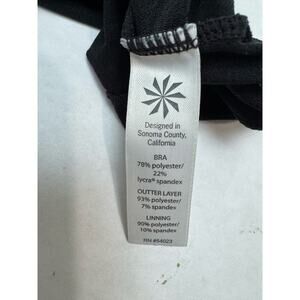 Designed in
Sonoma County,
California
BRA
78% polyester/
22%
lycra® spandex
OUTTER LAYER
93% polyester/
7% spandex
LINNING
90% polyester/
10% spandex
RN #54023